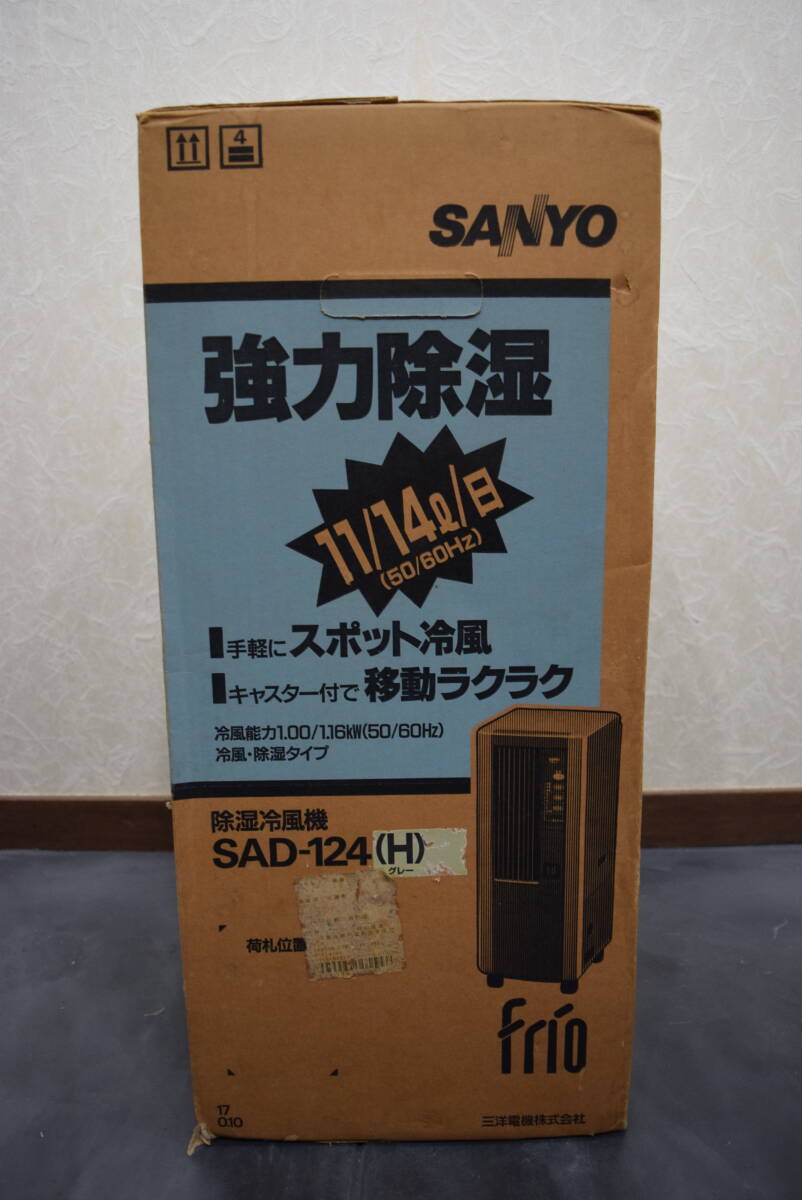 4
SANYO
強力除湿
11/14ℓ/日
(50/60Hz)
手軽にスポット冷風
キャスター付で移動ラクラク
冷風能力1.00/1.16kW(50/60Hz)
冷風・除湿タイプ
除湿冷風機
SAD-124(H)
グレー
荷札位置
frio
17
0.10
三洋電機株式会社